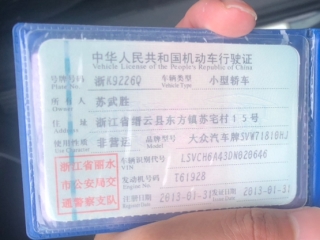 中华人民共和国机动车行驶证
Vehicle License of the People's Republic of China
号牌号码 浙K9Z26Q 车辆类型 小型轿车
Plate No. Vehicle Type
所有人 苏武胜
Owner
住址 浙江省缙云县东方镇苏宅村15号
Address
使用性质 非营运 品牌型号 大众汽车牌SVW71810HJ
Use Character Model
浙江省丽水
市公安局交
通警察支队
车辆识别代号 LSVCH6A43DN020646
VIN
发动机号码 T61928
Engine No.
注册日期 2013-01-31 发证日期 2013-01-31
Register Date Issue Date